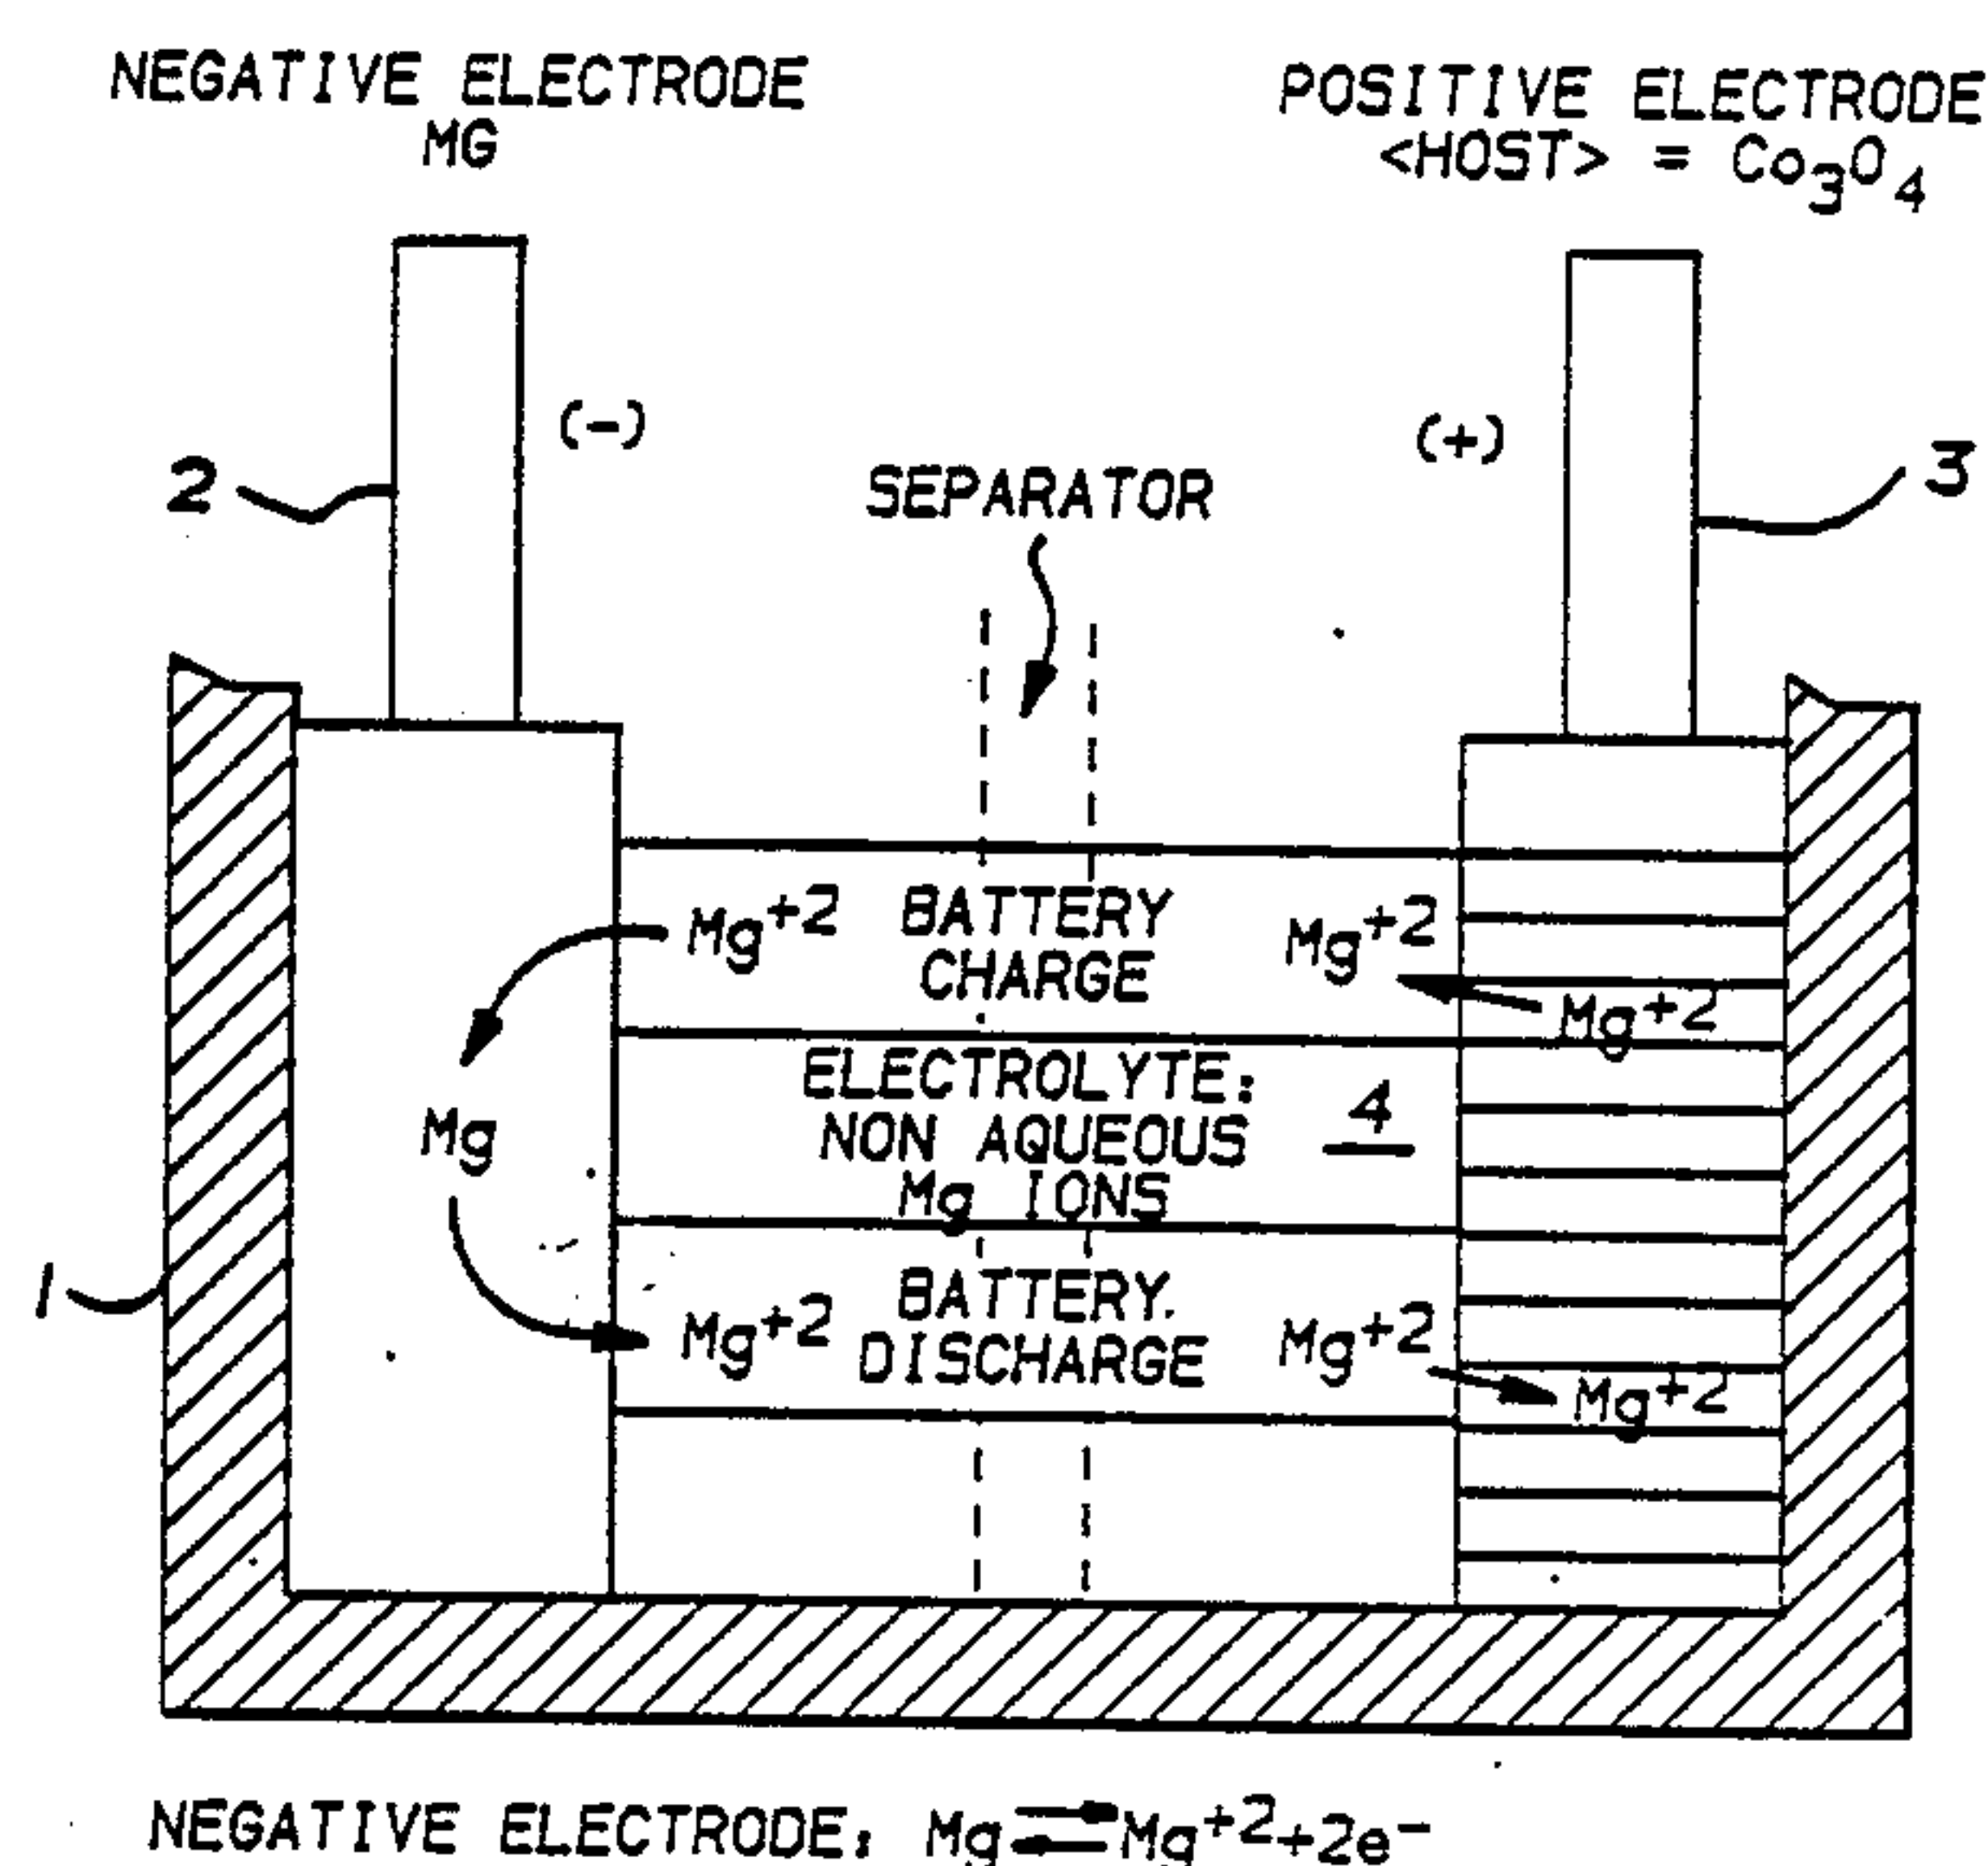 NEGATIVE ELECTRODE
MG
POSITIVE ELECTRODE
<HOST> = Co₃O₄
(-)
(+)
2
3
SEPARATOR
Mg⁺² BATTERY CHARGE Mg⁺²
Mg⁺²
ELECTROLYTE:
NON AQUEOUS
Mg IONS
4
Mg
1
Mg⁺² BATTERY. DISCHARGE Mg⁺²
Mg⁺²
NEGATIVE ELECTRODE: Mg ⇄ Mg⁺²+2e⁻